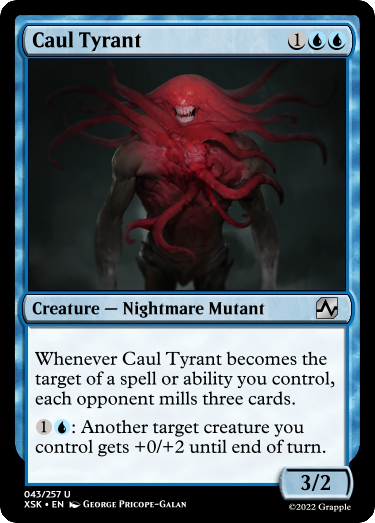 Caul Tyrant 1
Creature — Nightmare Mutant
Whenever Caul Tyrant becomes the
target of a spell or ability you control,
each opponent mills three cards.
1: Another target creature you
control gets +0/+2 until end of turn.
3/2
043/257 U
XSK • EN George Pricope-Galan
©2022 Grapple